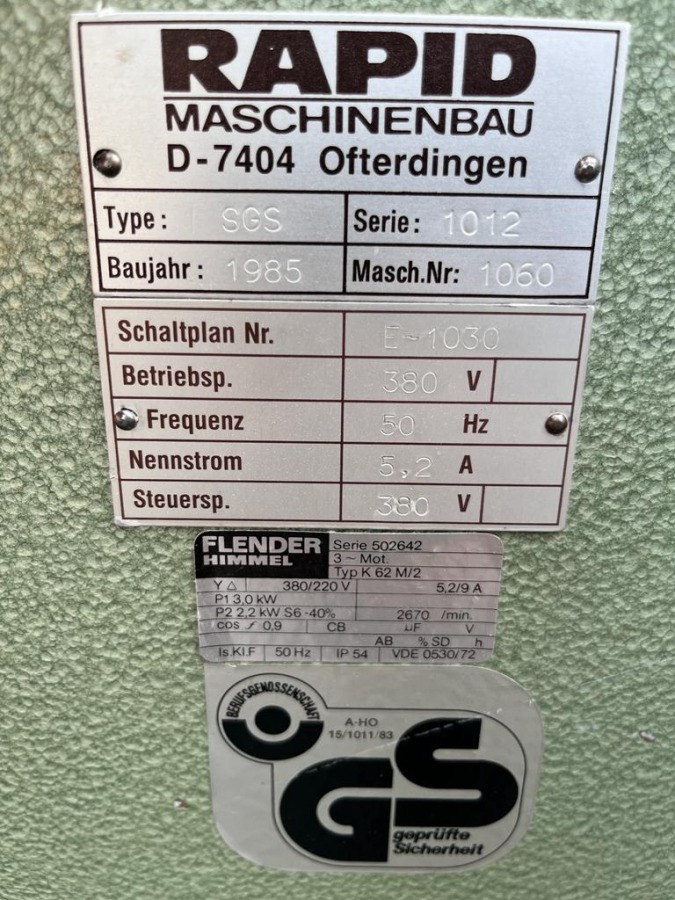 RAPID
MASCHINENBAU
D-7404 Ofterdingen
Type: SGS Serie: 1012
Baujahr: 1985 Masch.Nr: 1060
Schaltplan Nr. E-1030
Betriebsp. 380 V
Frequenz 50 Hz
Nennstrom 5,2 A
Steuersp. 380 V
FLENDER HIMMEL Serie 502642
3~Mot.
Typ K 62 M/2
Y △ 380/220 V 5,2/9 A
P1 3,0 kW
P2 2,2 kW S6-40% 2670 /min.
cos ƒ 0,9 CB µF V
AB % SD h
Is.Kl.F 50 Hz IP 54 VDE 0530/72
BERUFSGENOSSENSCHAFT
A-HO
15/1011/83
GS
geprüfte
Sicherheit